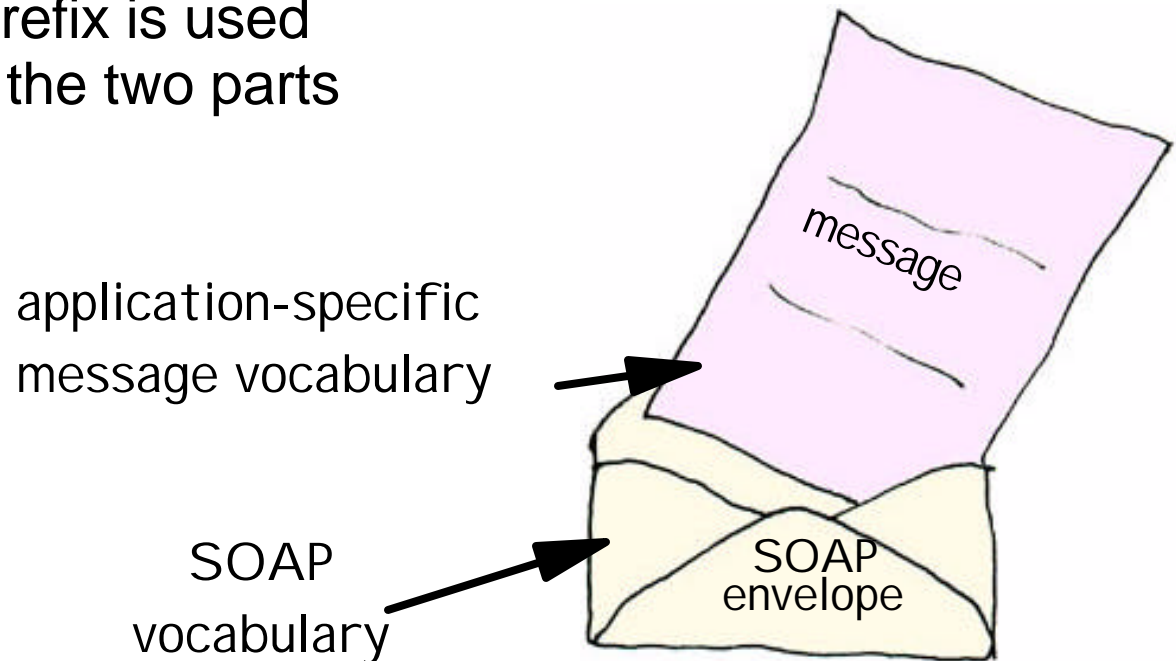 refix is used
the two parts
message
application-specific
message vocabulary
SOAP
vocabulary
SOAP
envelope